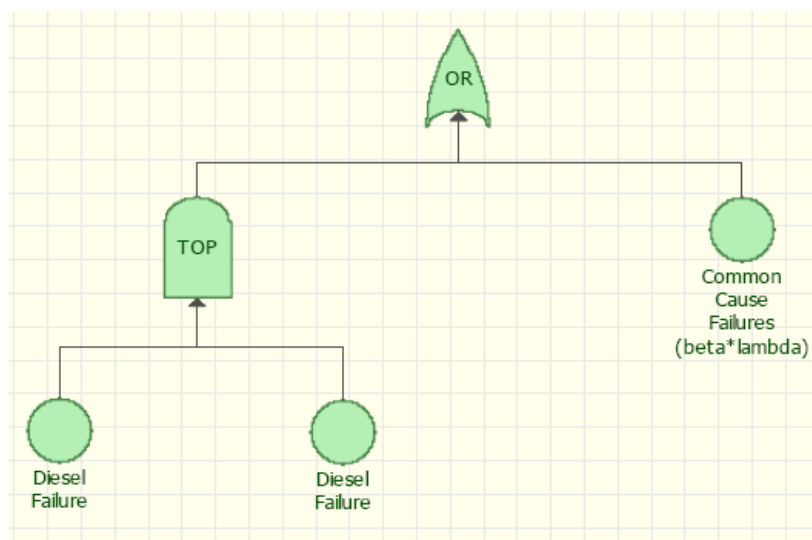 OR
TOP
Common
Cause
Failures
(beta*lambda)
Diesel
Failure
Diesel
Failure